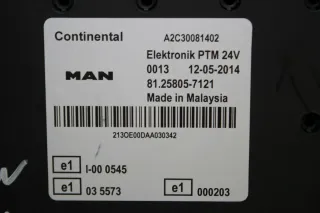 Continental A2C30081402
Elektronik PTM 24V
MAN 0013 12-05-2014
81.25805-7121
Made in Malaysia
213OE00DAA030342
e1 I-00 0545
e1 03 5573 e1 000203